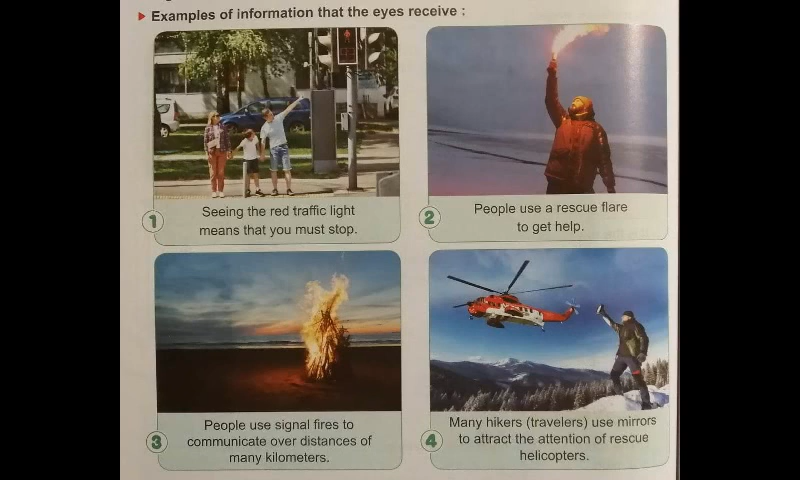 Examples of information that the eyes receive :
1
Seeing the red traffic light
means that you must stop.
2
People use a rescue flare
to get help.
3
People use signal fires to
communicate over distances of
many kilometers.
4
Many hikers (travelers) use mirrors
to attract the attention of rescue
helicopters.